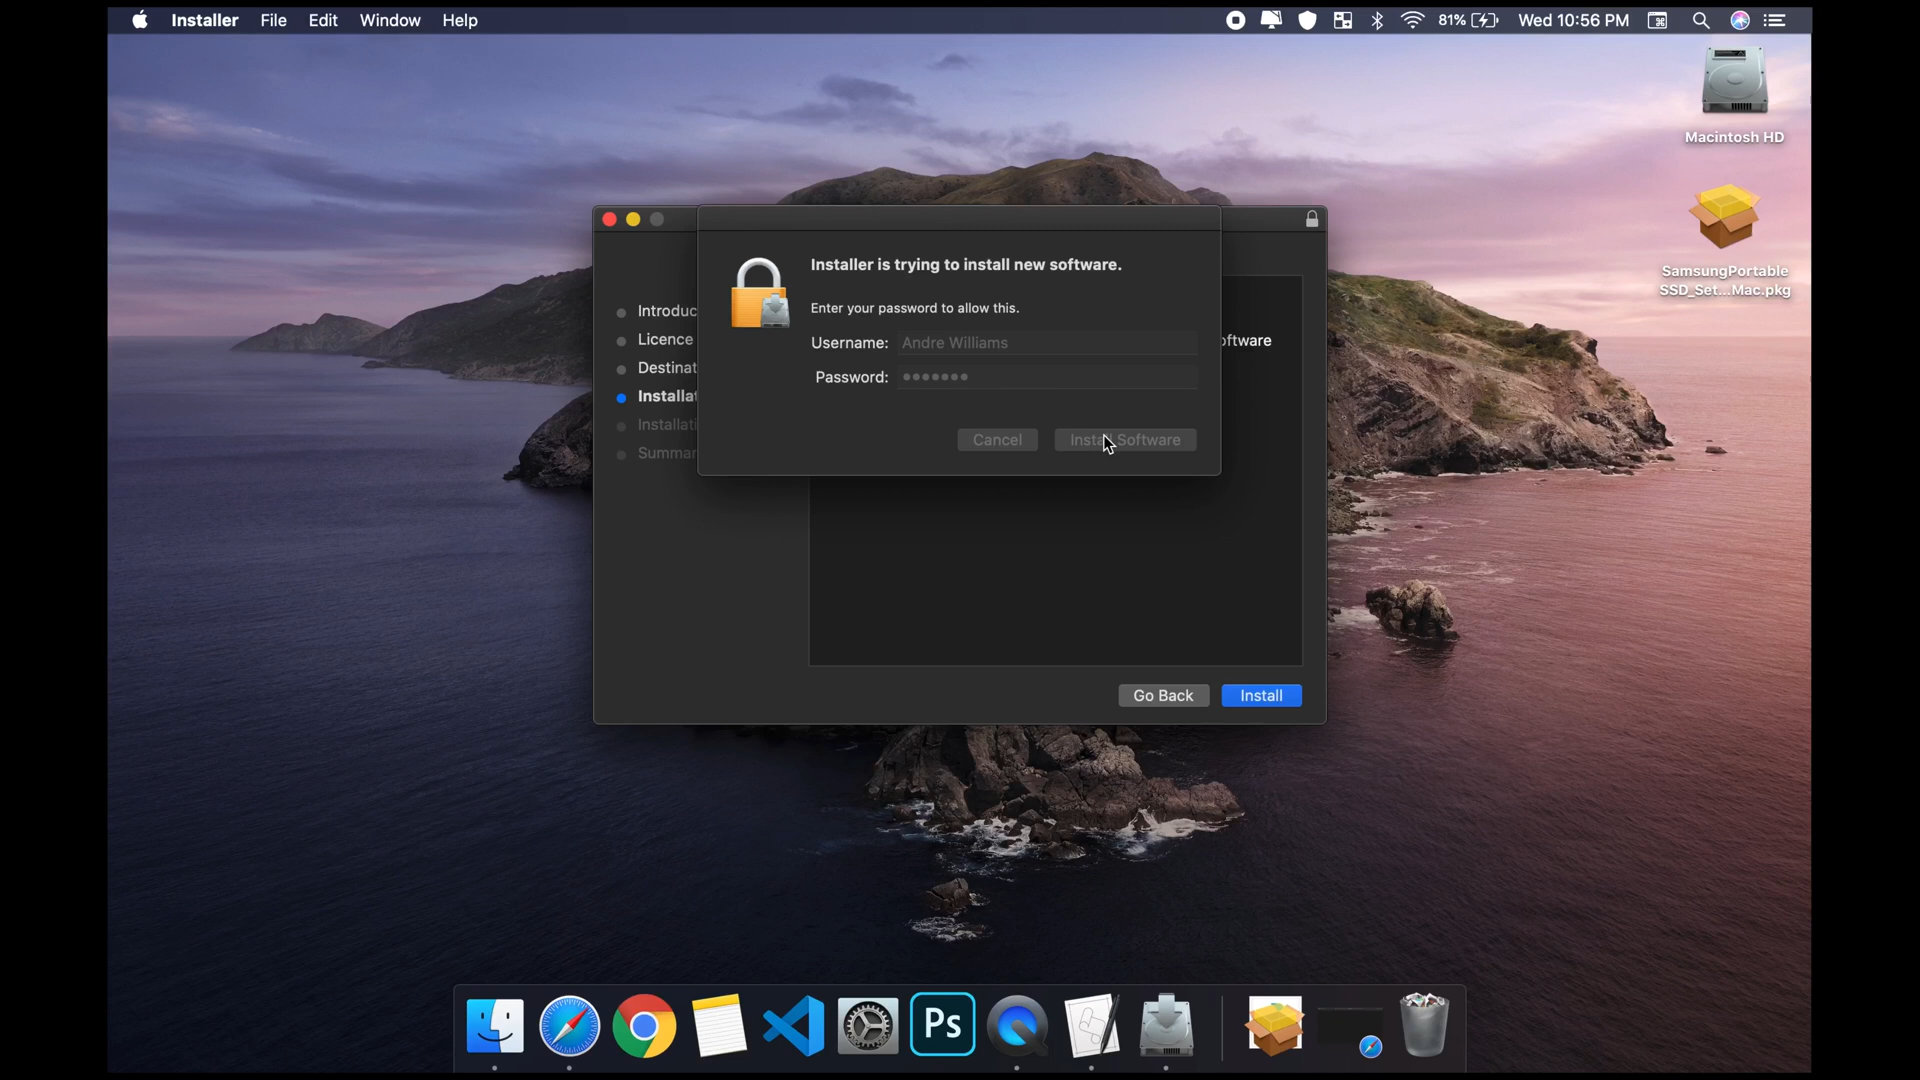 Installer File Edit Window Help 81% Wed 10:56 PM
Macintosh HD
SamsungPortable
SSD_Set...Mac.pkg
Installer is trying to install new software.
Enter your password to allow this.
Username: Andre Williams
Password:
Cancel Install Software
Introduc
Licence
Destinat
Installat
Installati
Summar
oftware
Go Back Install
Ps